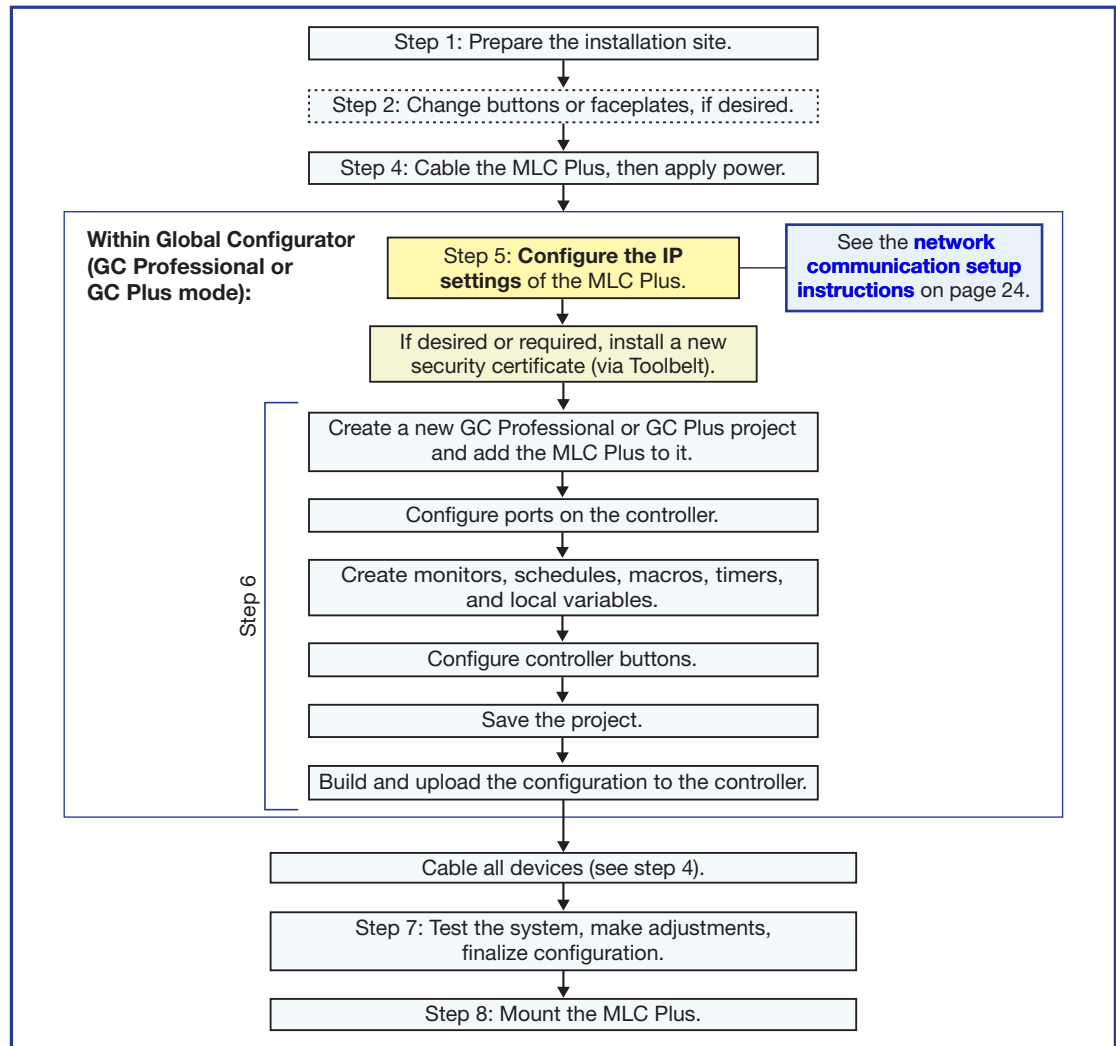 Step 1: Prepare the installation site.
Step 2: Change buttons or faceplates, if desired.
Step 4: Cable the MLC Plus, then apply power.
Within Global Configurator
(GC Professional or
GC Plus mode):
Step 5: Configure the IP
settings of the MLC Plus.
See the network
communication setup
instructions on page 24.
If desired or required, install a new
security certificate (via Toolbelt).
Step 6
Create a new GC Professional or GC Plus project
and add the MLC Plus to it.
Configure ports on the controller.
Create monitors, schedules, macros, timers,
and local variables.
Configure controller buttons.
Save the project.
Build and upload the configuration to the controller.
Cable all devices (see step 4).
Step 7: Test the system, make adjustments,
finalize configuration.
Step 8: Mount the MLC Plus.